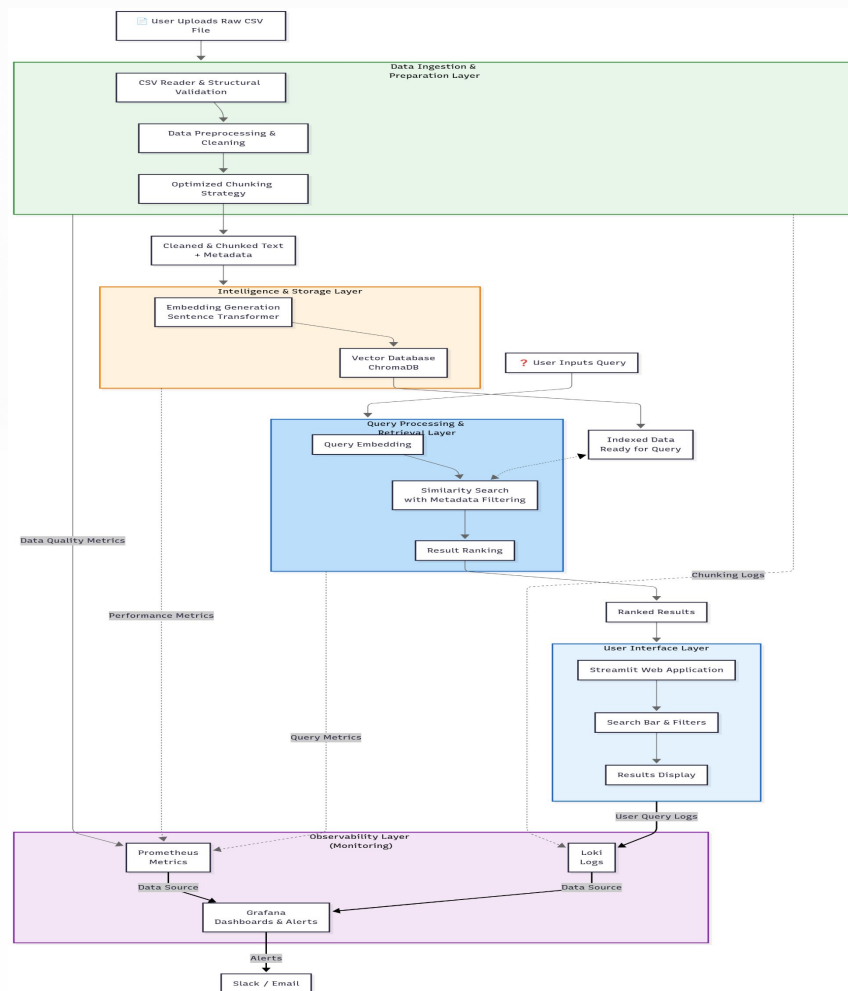 📄 User Uploads Raw CSV
File
Data Ingestion &
Preparation Layer
CSV Reader & Structural
Validation
Data Preprocessing &
Cleaning
Optimized Chunking
Strategy
Cleaned & Chunked Text
+ Metadata
Intelligence & Storage Layer
Embedding Generation
Sentence Transformer
Vector Database
ChromaDB
❓ User Inputs Query
Query Processing &
Retrieval Layer
Query Embedding
Indexed Data
Ready for Query
Similarity Search
with Metadata Filtering
Data Quality Metrics
Result Ranking
Chunking Logs
Performance Metrics
Ranked Results
User Interface Layer
Streamlit Web Application
Search Bar & Filters
Query Metrics
Results Display
User Query Logs
Observability Layer
(Monitoring)
Prometheus
Metrics
Loki
Logs
Data Source
Data Source
Grafana
Dashboards & Alerts
Alerts
Slack / Email